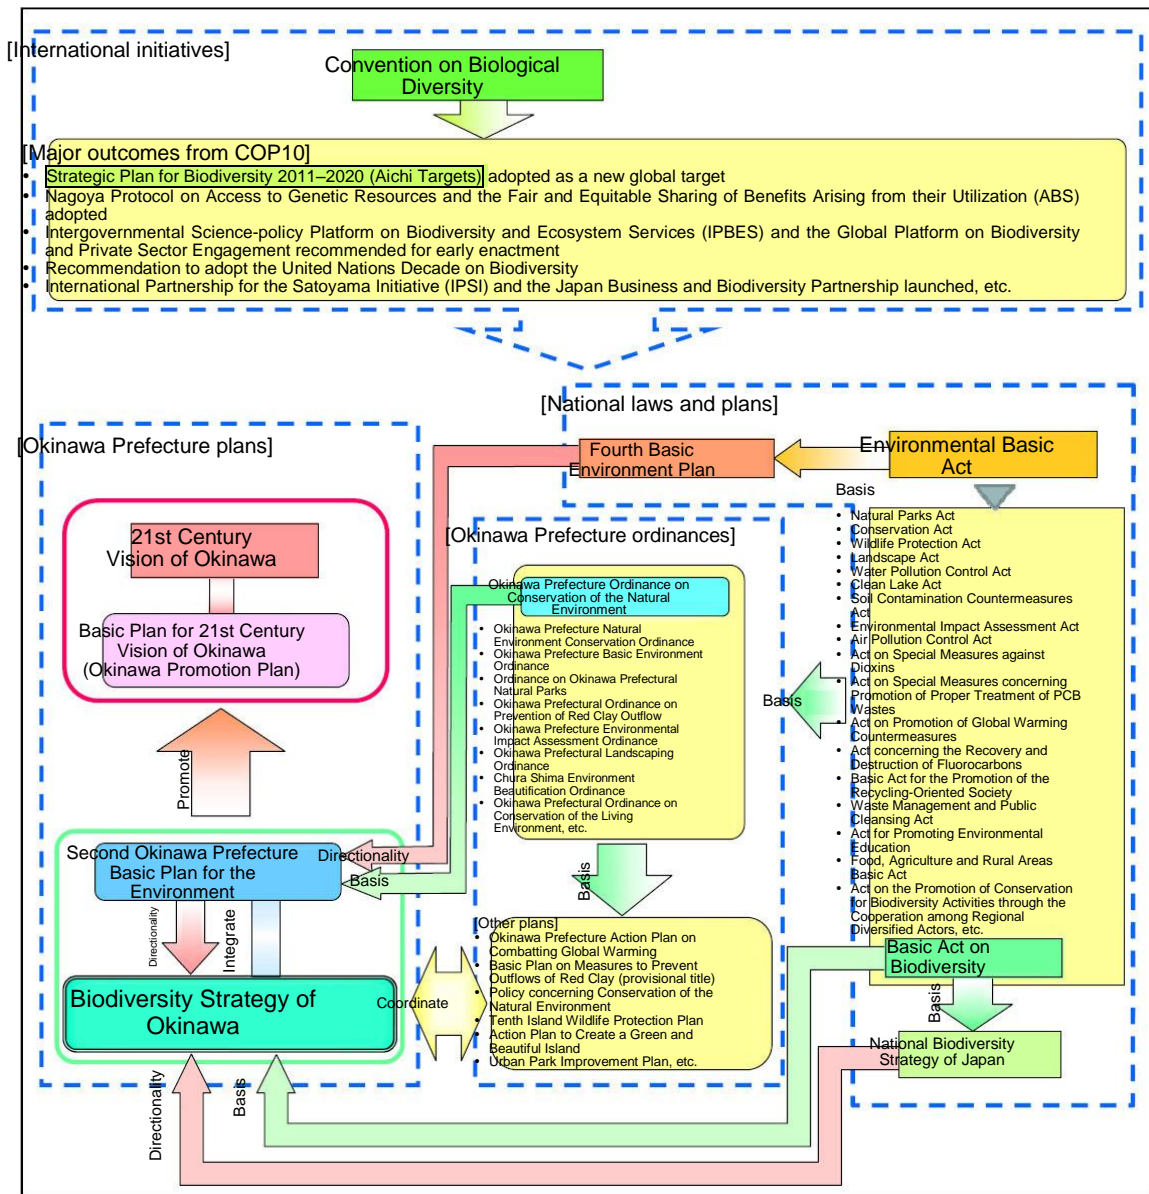 [International initiatives]
Convention on Biological
Diversity
[Major outcomes from COP10]
• Strategic Plan for Biodiversity 2011–2020 (Aichi Targets) adopted as a new global target
• Nagoya Protocol on Access to Genetic Resources and the Fair and Equitable Sharing of Benefits Arising from their Utilization (ABS)
adopted
• Intergovernmental Science-policy Platform on Biodiversity and Ecosystem Services (IPBES) and the Global Platform on Biodiversity
and Private Sector Engagement recommended for early enactment
• Recommendation to adopt the United Nations Decade on Biodiversity
• International Partnership for the Satoyama Initiative (IPSI) and the Japan Business and Biodiversity Partnership launched, etc.
[National laws and plans]
Fourth Basic
Environment Plan
Environmental Basic
Act
Basis
• Natural Parks Act
• Conservation Act
• Wildlife Protection Act
• Landscape Act
• Water Pollution Control Act
• Clean Lake Act
• Soil Contamination Countermeasures
Act
• Environmental Impact Assessment Act
• Air Pollution Control Act
• Act on Special Measures against
Dioxins
• Act on Special Measures concerning
Promotion of Proper Treatment of PCB
Wastes
• Act on Promotion of Global Warming
Countermeasures
• Act concerning the Recovery and
Destruction of Fluorocarbons
• Basic Act for the Promotion of the
Recycling-Oriented Society
• Waste Management and Public
Cleansing Act
• Act for Promoting Environmental
Education
• Food, Agriculture and Rural Areas
Basic Act
• Act on the Promotion of Conservation
for Biodiversity Activities through the
Cooperation among Regional
Diversified Actors, etc.
Basic Act on
Biodiversity
Basis
National Biodiversity
Strategy of Japan
Basis
[Okinawa Prefecture ordinances]
Okinawa Prefecture Ordinance on
Conservation of the Natural
Environment
• Okinawa Prefecture Natural
Environment Conservation Ordinance
• Okinawa Prefecture Basic Environment
Ordinance
• Ordinance on Okinawa Prefectural
Natural Parks
• Okinawa Prefectural Ordinance on
Prevention of Red Clay Outflow
• Okinawa Prefecture Environmental
Impact Assessment Ordinance
• Okinawa Prefectural Landscaping
Ordinance
• Chura Shima Environment
Beautification Ordinance
• Okinawa Prefectural Ordinance on
Conservation of the Living
Environment, etc.
Basis
[Other plans]
• Okinawa Prefecture Action Plan on
Combatting Global Warming
• Basic Plan on Measures to Prevent
Outflows of Red Clay (provisional title)
• Policy concerning Conservation of the
Natural Environment
• Tenth Island Wildlife Protection Plan
• Action Plan to Create a Green and
Beautiful Island
• Urban Park Improvement Plan, etc.
[Okinawa Prefecture plans]
21st Century
Vision of Okinawa
Basic Plan for 21st Century
Vision of Okinawa
(Okinawa Promotion Plan)
Promote
Second Okinawa Prefecture
Basic Plan for the
Environment
Directionality
Basis
Directionality
Integrate
Biodiversity Strategy of
Okinawa
Coordinate
Directionality
Basis